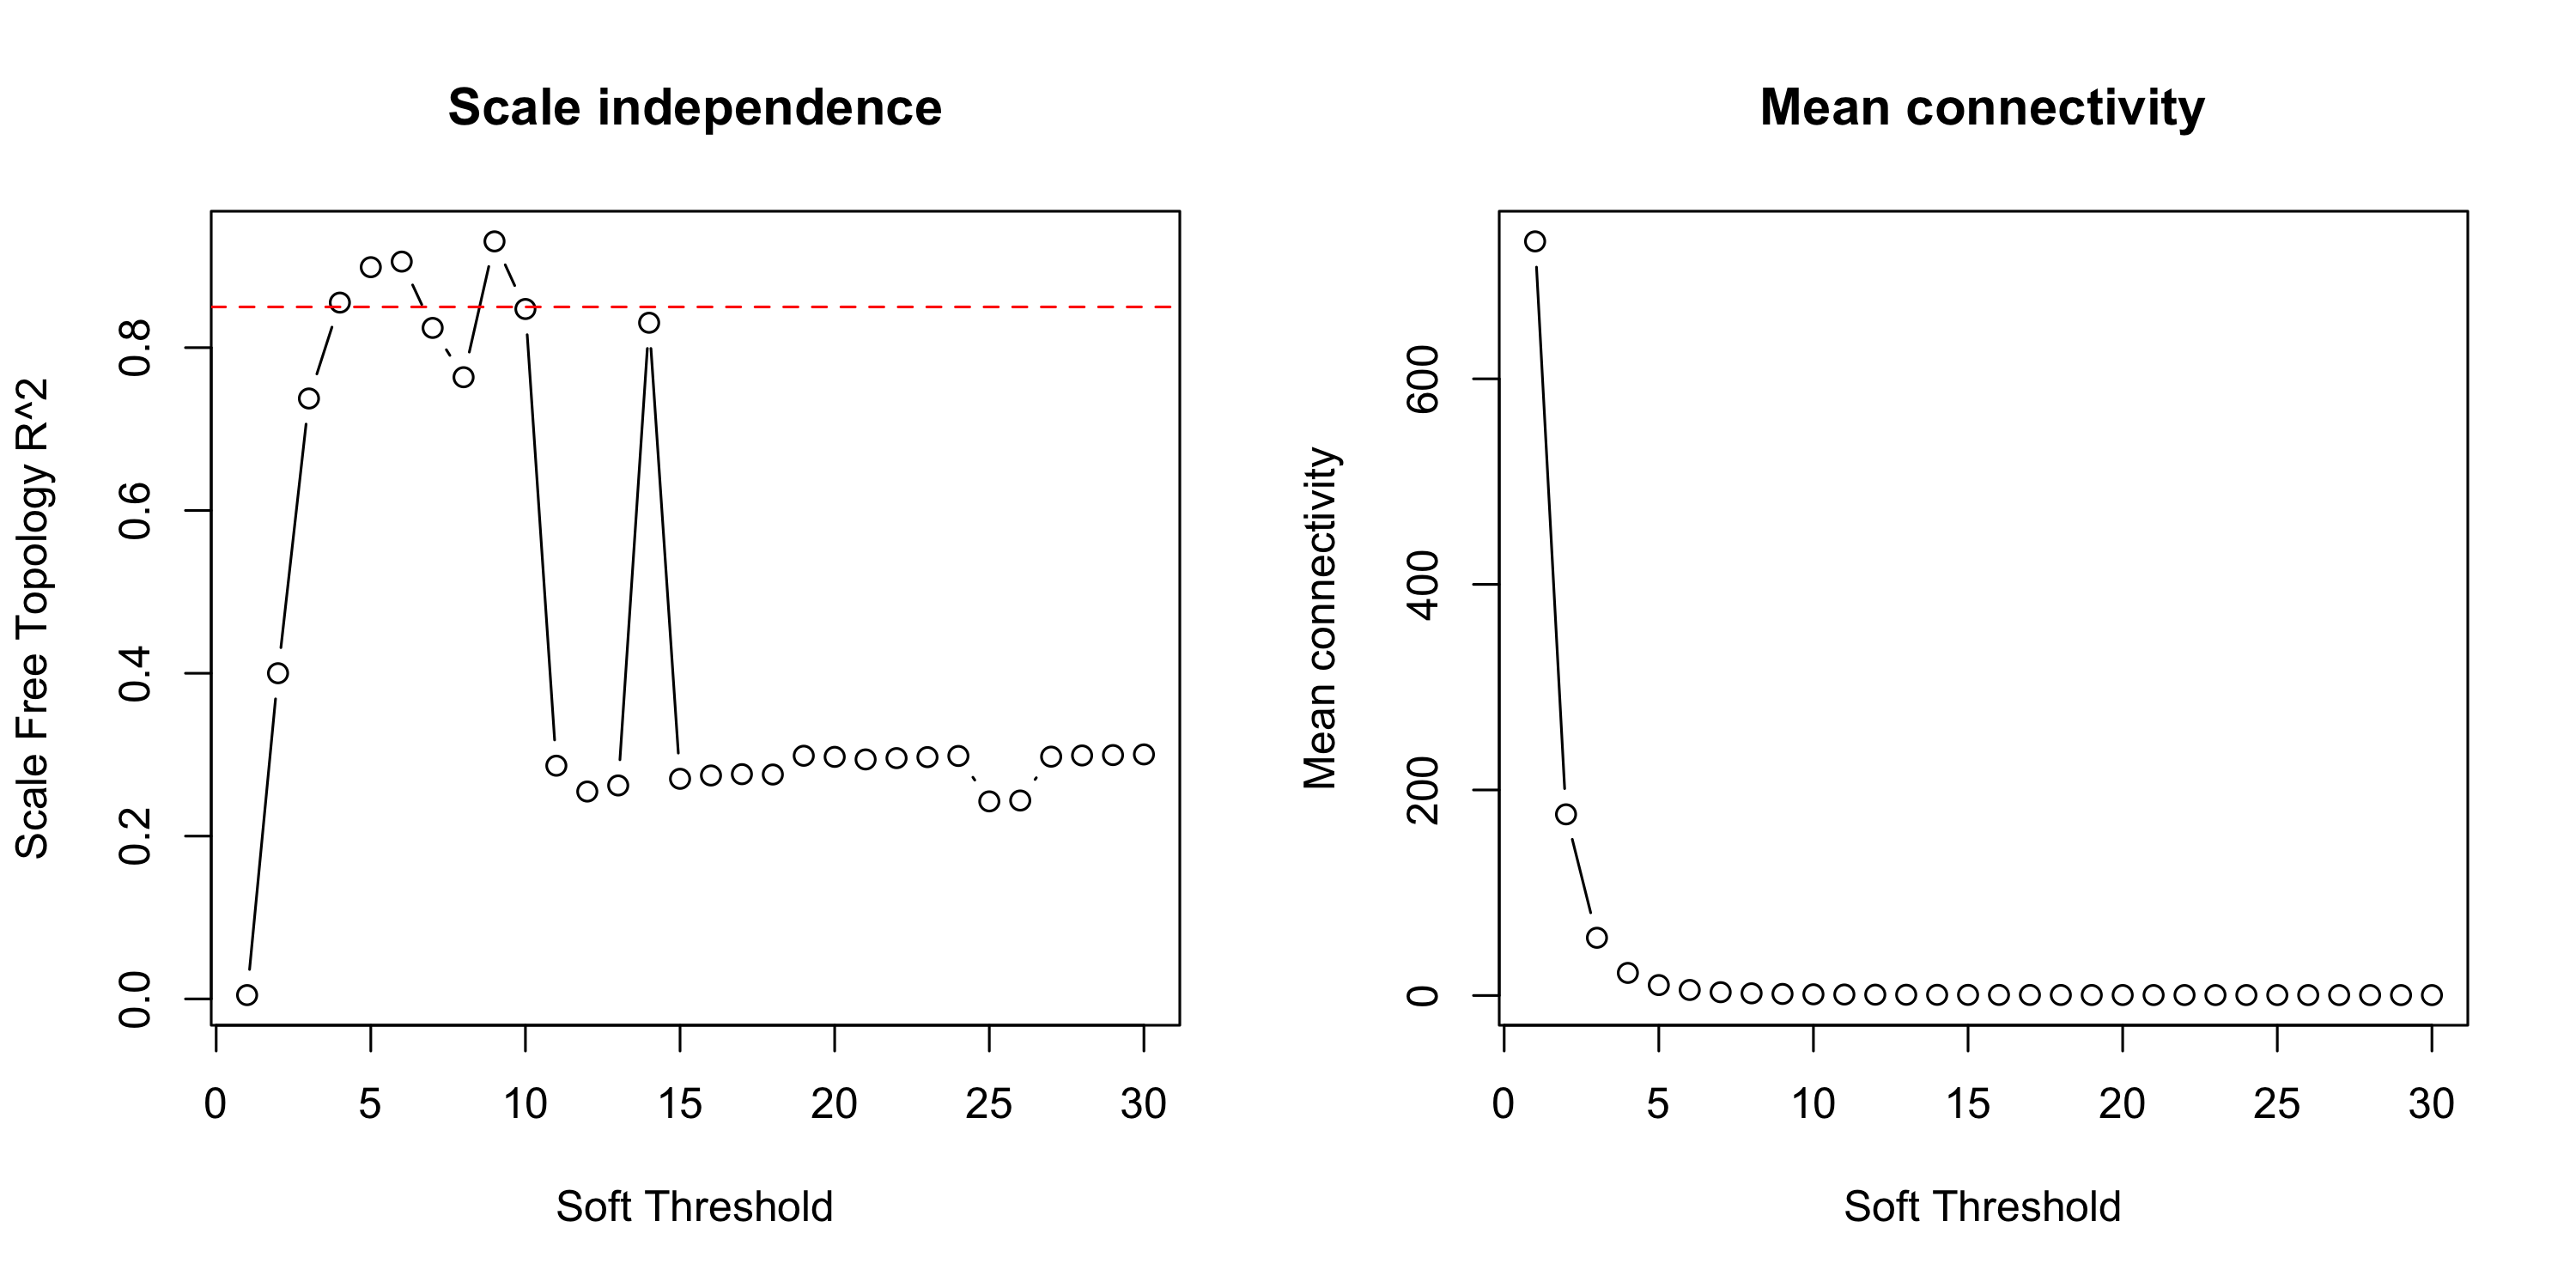 Scale independence
Scale Free Topology R^2
0.8
0.6
0.4
0.2
0.0
0 5 10 15 20 25 30
Soft Threshold
Mean connectivity
Mean connectivity
600
400
200
0
0 5 10 15 20 25 30
Soft Threshold